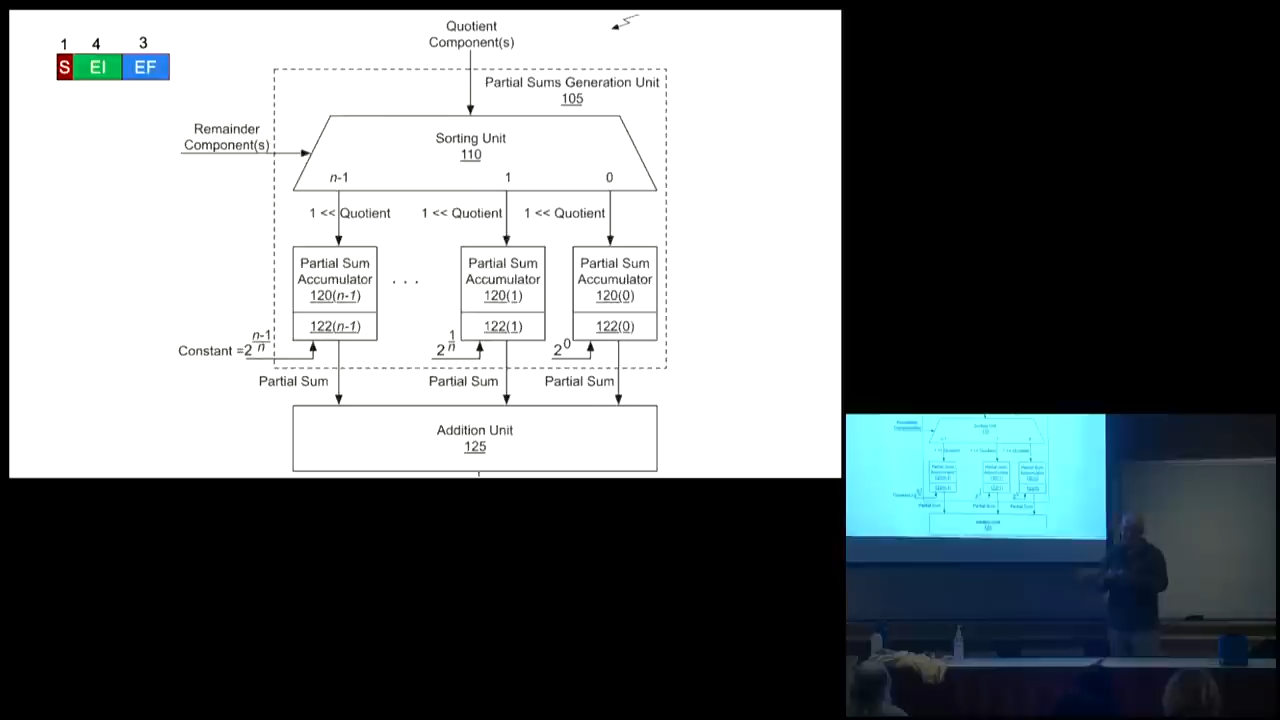 1 4 3
S EI EF
Quotient
Component(s)
Partial Sums Generation Unit
105
Remainder
Component(s)
Sorting Unit
110
n-1 1 0
1 << Quotient 1 << Quotient 1 << Quotient
Partial Sum Partial Sum Partial Sum
Accumulator Accumulator Accumulator
120(n-1) . . . 120(1) 120(0)
122(n-1) 122(1) 122(0)
Constant =2^(n-1/n) 2^(1/n) 2^0
Partial Sum Partial Sum Partial Sum
Addition Unit
125